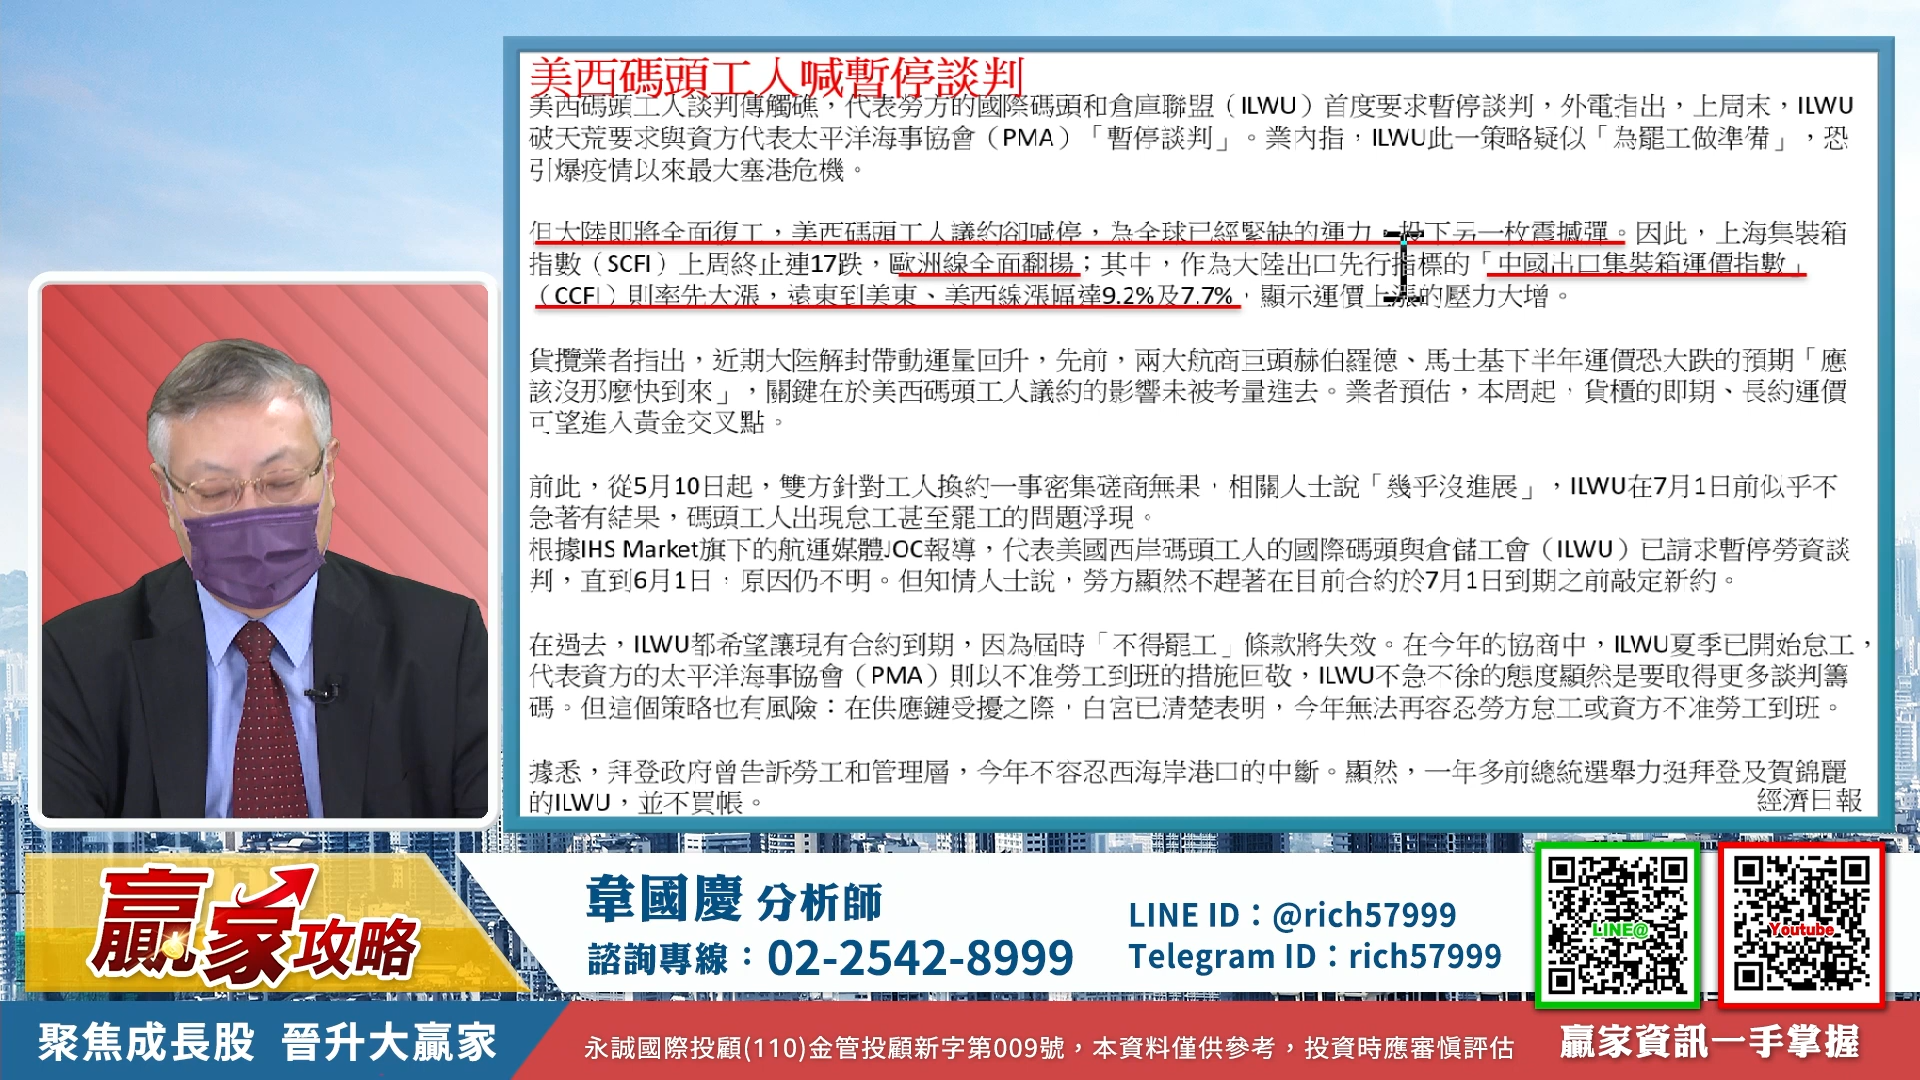 美西碼頭工人喊暫停談判
美西碼頭工人談判傳觸礁，代表勞方的國際碼頭和倉庫聯盟（ILWU）首度要求暫停談判，外電指出，上周末，ILWU
破天荒要求與資方代表太平洋海事協會（PMA）「暫停談判」。業內指，ILWU此一策略疑似「為罷工做準備」，恐
引爆疫情以來最大塞港危機。
但大陸即將全面復工，美西碼頭工人議約卻喊停，為全球已經緊缺的運力，投下另一枚震撼彈。因此，上海集裝箱
指數（SCFI）上周終止連17跌，歐洲線全面翻揚；其中，作為大陸出口先行指標的「中國出口集裝箱運價指數」
（CCFI）則率先大漲，遠東到美東、美西線漲幅達9.2%及7.7%，顯示運價上漲的壓力大增。
貨攬業者指出，近期大陸解封帶動運量回升，先前，兩大航商巨頭赫伯羅德、馬士基下半年運價恐大跌的預期「應
該沒那麼快到來」，關鍵在於美西碼頭工人議約的影響未被考量進去。業者預估，本周起，貨櫃的即期、長約運價
可望進入黃金交叉點。
前此，從5月10日起，雙方針對工人換約一事密集磋商無果，相關人士說「幾乎沒進展」，ILWU在7月1日前似乎不
急著有結果，碼頭工人出現怠工甚至罷工的問題浮現。
根據IHS Market旗下的航運媒體JOC報導，代表美國西岸碼頭工人的國際碼頭與倉儲工會（ILWU）已請求暫停勞資談
判，直到6月1日，原因仍不明。但知情人士說，勞方顯然不趕著在目前合約於7月1日到期之前敲定新約。
在過去，ILWU都希望讓現有合約到期，因為屆時「不得罷工」條款將失效。在今年的協商中，ILWU夏季已開始怠工，
代表資方的太平洋海事協會（PMA）則以不准勞工到班的措施回敬，ILWU不急不徐的態度顯然是要取得更多談判籌
碼。但這個策略也有風險：在供應鏈受擾之際，白宮已清楚表明，今年無法再容忍勞方怠工或資方不准勞工到班。
據悉，拜登政府曾告訴勞工和管理層，今年不容忍西海岸港口的中斷。顯然，一年多前總統選舉力挺拜登及賀錦麗
的ILWU，並不買帳。
經濟日報
贏家攻略
韋國慶 分析師
諮詢專線：02-2542-8999
LINE ID：@rich57999
Telegram ID：rich57999
LINE@
Youtube
聚焦成長股 晉升大贏家
永誠國際投顧(110)金管投顧新字第009號，本資料僅供參考，投資時應審慎評估
贏家資訊一手掌握